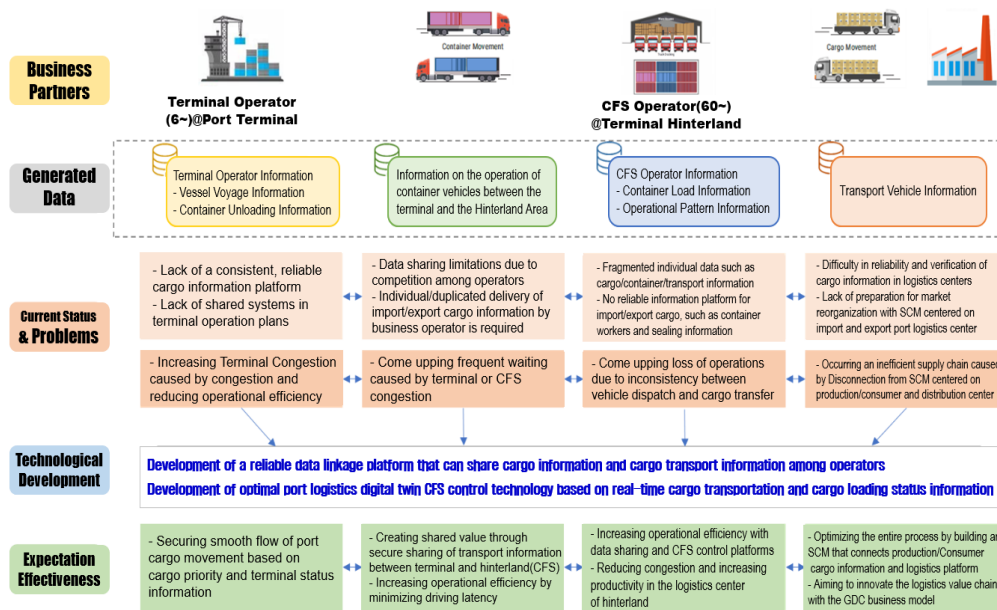 Business
Partners
Container Movement
Cargo Movement
Terminal Operator
(6~)@Port Terminal
CFS Operator(60~)
@Terminal Hinterland
Generated
Data
Terminal Operator Information
- Vessel Voyage Information
- Container Unloading Information
Information on the operation of
container vehicles between the
terminal and the Hinterland Area
CFS Operator Information
- Container Load Information
- Operational Pattern Information
Transport Vehicle Information
Current Status
& Problems
- Lack of a consistent, reliable
cargo information platform
- Lack of shared systems in
terminal operation plans
- Data sharing limitations due to
competition among operators
- Individual/duplicated delivery of
import/export cargo information by
business operator is required
- Fragmented individual data such as
cargo/container/transport information
- No reliable information platform for
import/export cargo, such as container
workers and sealing information
- Difficulty in reliability and verification of
cargo information in logistics centers
- Lack of preparation for market
reorganization with SCM centered on
import and export port logistics center
- Increasing Terminal Congestion
caused by congestion and
reducing operational efficiency
- Come upping frequent waiting
caused by terminal or CFS
congestion
- Come upping loss of operations
due to inconsistency between
vehicle dispatch and cargo transfer
- Occurring an inefficient supply chain caused
by Disconnection from SCM centered on
production/consumer and distribution center
Technological
Development
Development of a reliable data linkage platform that can share cargo information and cargo transport information among operators
Development of optimal port logistics digital twin CFS control technology based on real-time cargo transportation and cargo loading status information
Expectation
Effectiveness
- Securing smooth flow of port
cargo movement based on
cargo priority and terminal status
information
- Creating shared value through
secure sharing of transport information
between terminal and hinterland(CFS)
- Increasing operational efficiency by
minimizing driving latency
- Increasing operational efficiency with
data sharing and CFS control platforms
- Reducing congestion and increasing
productivity in the logistics center
of hinterland
- Optimizing the entire process by building an
SCM that connects production/Consumer
cargo information and logistics platform
- Aiming to innovate the logistics value chain
with the GDC business model